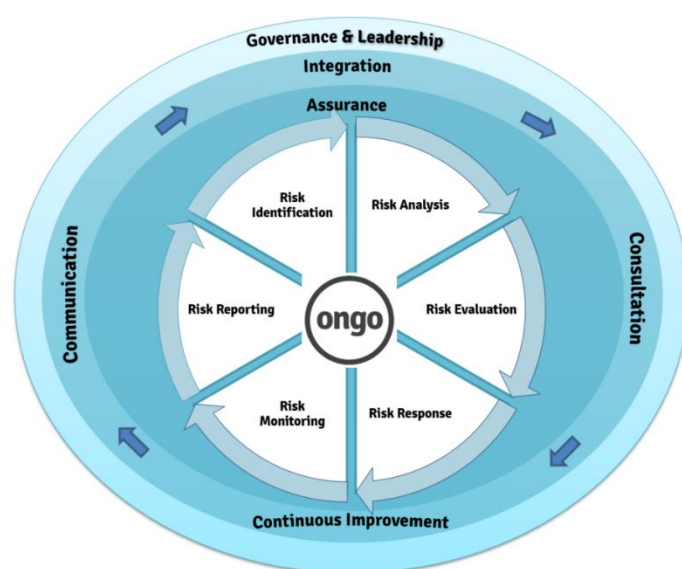 Governance & Leadership
Integration
Assurance
Risk
Identification
Risk Analysis
Communication
Consultation
Risk Reporting
ongo
Risk Evaluation
Risk
Monitoring
Risk Response
Continuous Improvement